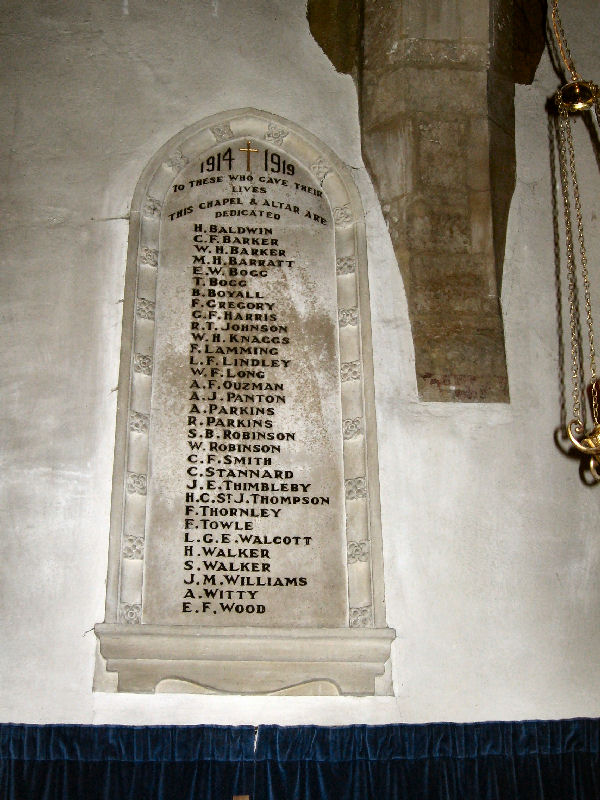 1914 1919
TO THESE WHO GAVE THEIR
LIVES
THIS CHAPEL & ALTAR ARE
DEDICATED
H. BALDWIN
C.F. BARKER
W.H. BARKER
M.H. BARRATT
E.W. BOGG
T. BOGG
B. BOYALL
F. GREGORY
G.F. HARRIS
R.T. JOHNSON
W.H. KNAGGS
F. LAMMING
L.F. LINDLEY
W.F. LONG
A.F. OUZMAN
A.J. PANTON
A. PARKINS
R. PARKINS
S.B. ROBINSON
W. ROBINSON
C.F. SMITH
C. STANNARD
J.E. THIMBLEBY
H.C. ST. J. THOMPSON
F. THORNLEY
F. TOWLE
L.G.E. WALCOTT
H. WALKER
S. WALKER
J.M. WILLIAMS
A. WITTY
E.F. WOOD